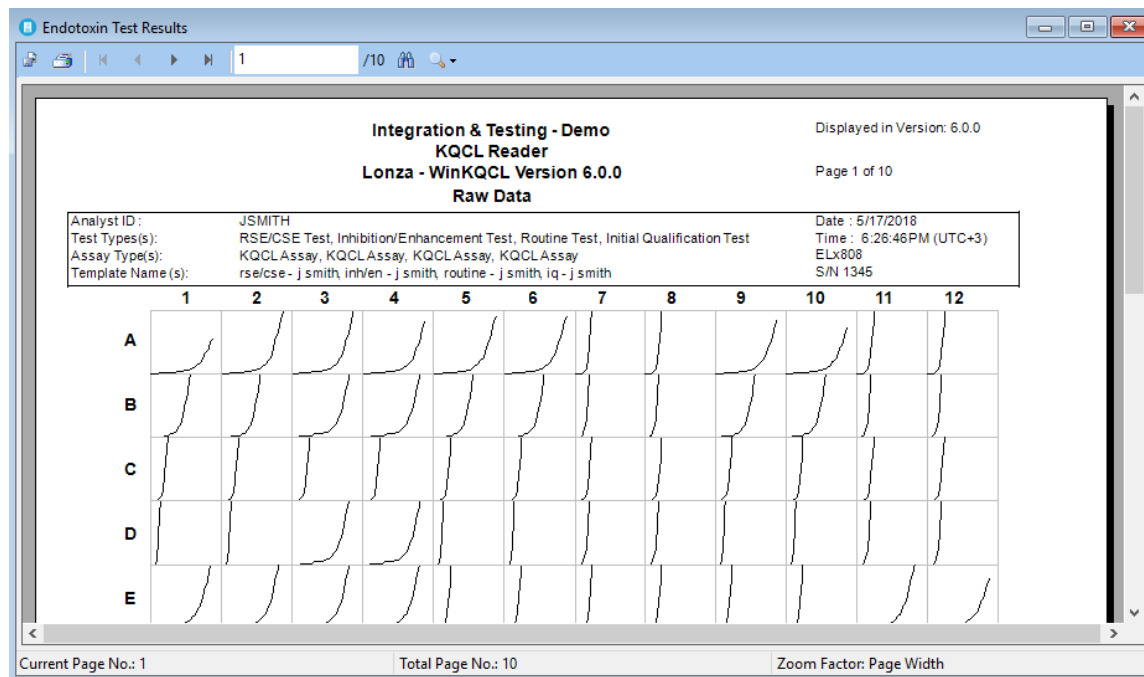 Endotoxin Test Results
1 /10
Integration & Testing - Demo
Displayed in Version: 6.0.0
KQCL Reader
Lonza - WinKQCL Version 6.0.0
Page 1 of 10
Raw Data
Analyst ID : JSMITH Date : 5/17/2018
Test Types(s): RSE/CSE Test, Inhibition/Enhancement Test, Routine Test, Initial Qualification Test Time : 6:26:46PM (UTC+3)
Assay Type(s): KQCL Assay, KQCL Assay, KQCL Assay, KQCL Assay ELx808
Template Name (s): rse/cse - j smith, inh/en - j smith, routine - j smith, iq - j smith S/N 1345
1 2 3 4 5 6 7 8 9 10 11 12
A
B
C
D
E
Current Page No.: 1 Total Page No.: 10 Zoom Factor: Page Width